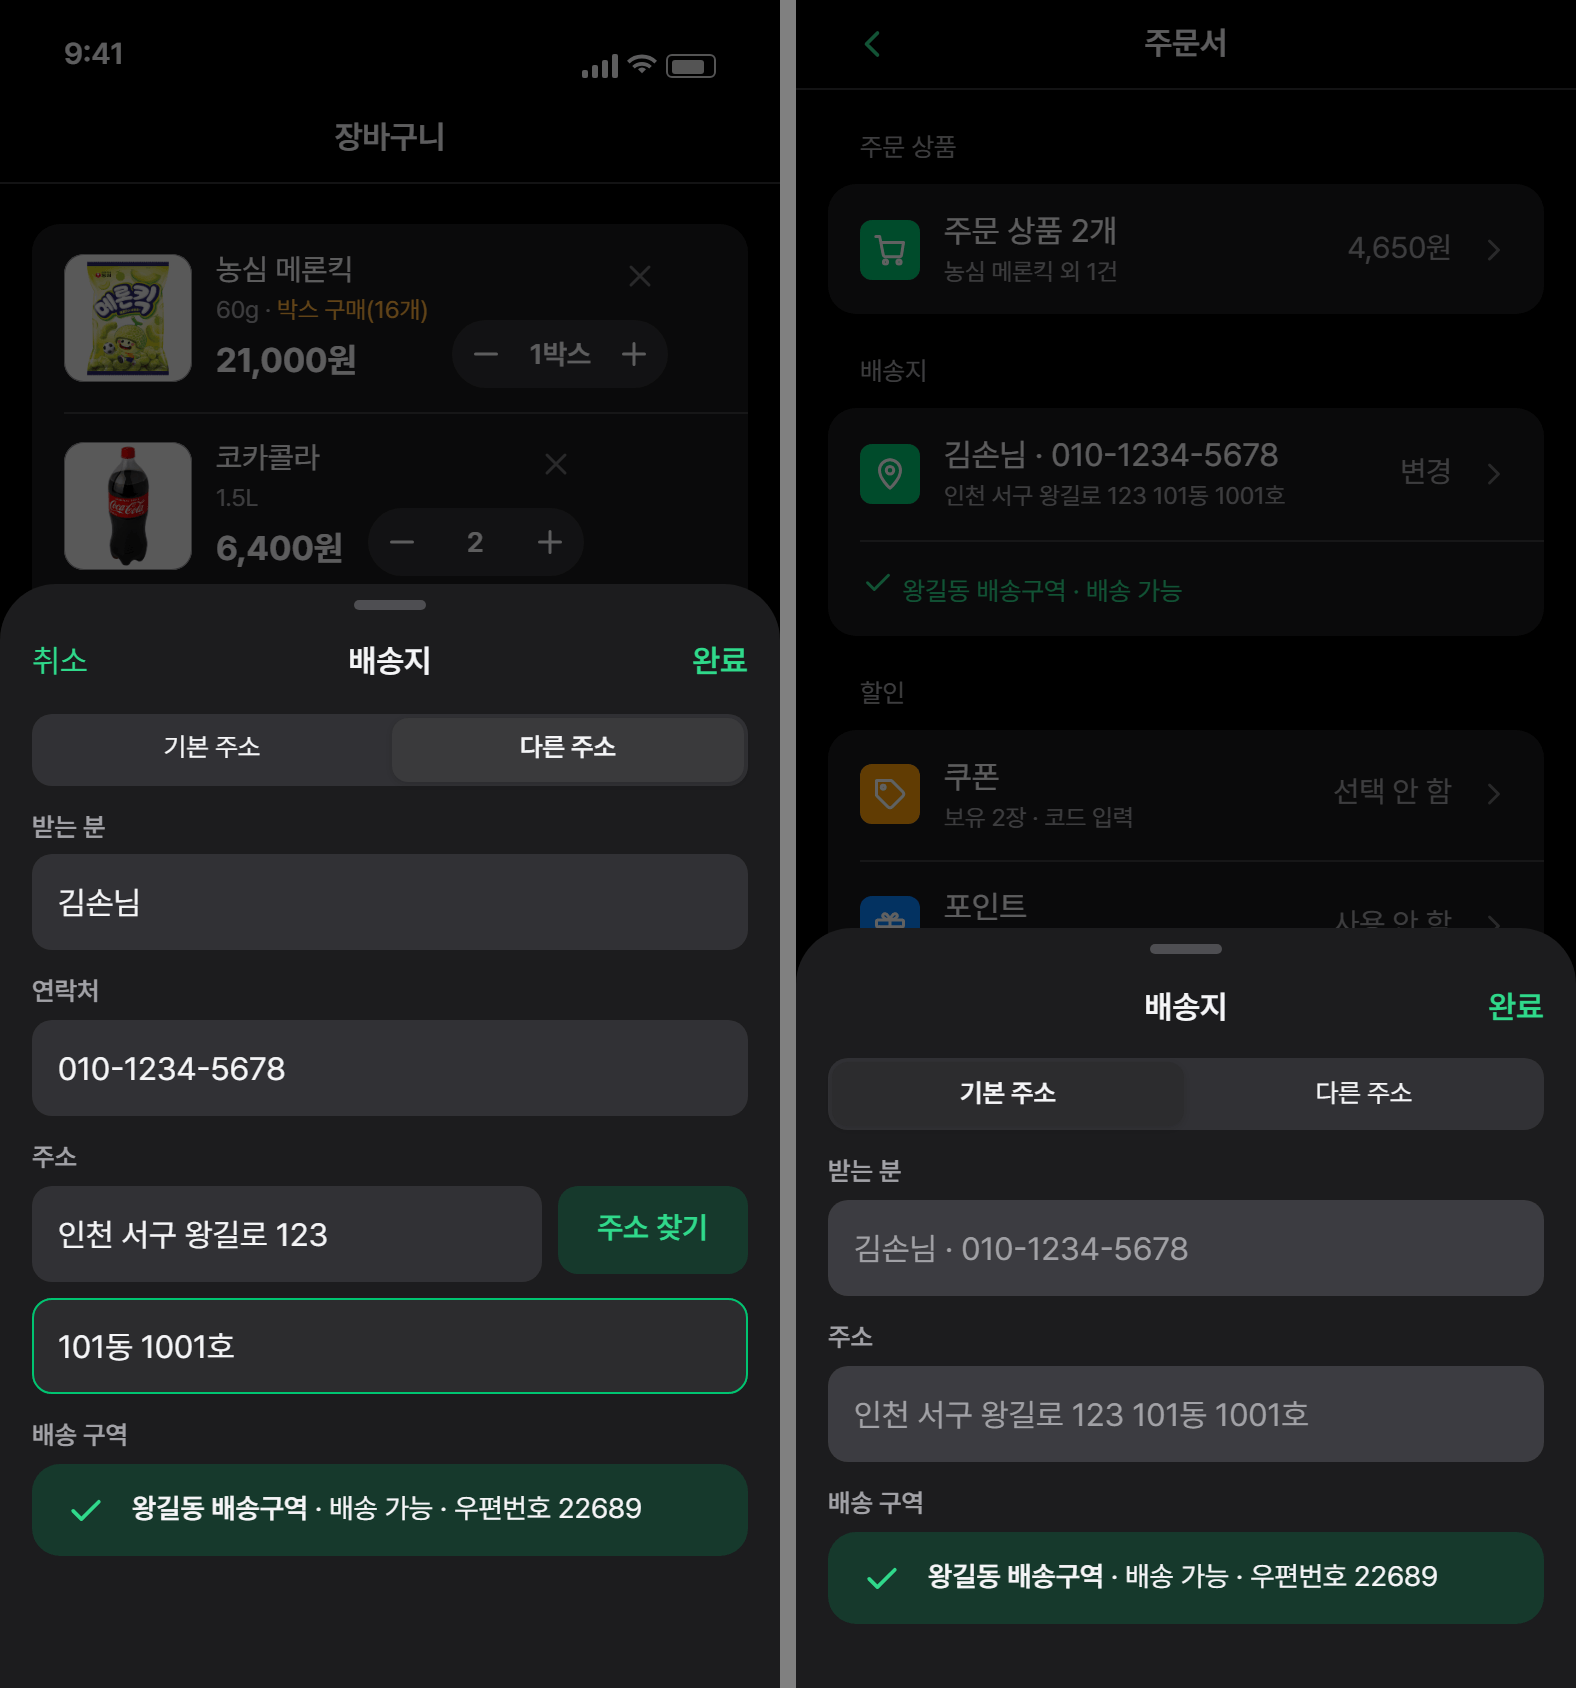 9:41
장바구니
농심 메론킥
60g · 박스 구매(16개)
21,000원
1박스
메론킥
코카콜라
1.5L
6,400원
2
Coca-Cola
취소
배송지
완료
기본 주소
다른 주소
받는 분
김손님
연락처
010-1234-5678
주소
인천 서구 왕길로 123
주소 찾기
101동 1001호
배송 구역
왕길동 배송구역 · 배송 가능 · 우편번호 22689
주문서
주문 상품
주문 상품 2개
4,650원
농심 메론킥 외 1건
배송지
김손님 · 010-1234-5678
변경
인천 서구 왕길로 123 101동 1001호
왕길동 배송구역 · 배송 가능
할인
쿠폰
선택 안 함
보유 2장 · 코드 입력
포인트
사용 안 함
배송지
완료
기본 주소
다른 주소
받는 분
김손님 · 010-1234-5678
주소
인천 서구 왕길로 123 101동 1001호
배송 구역
왕길동 배송구역 · 배송 가능 · 우편번호 22689